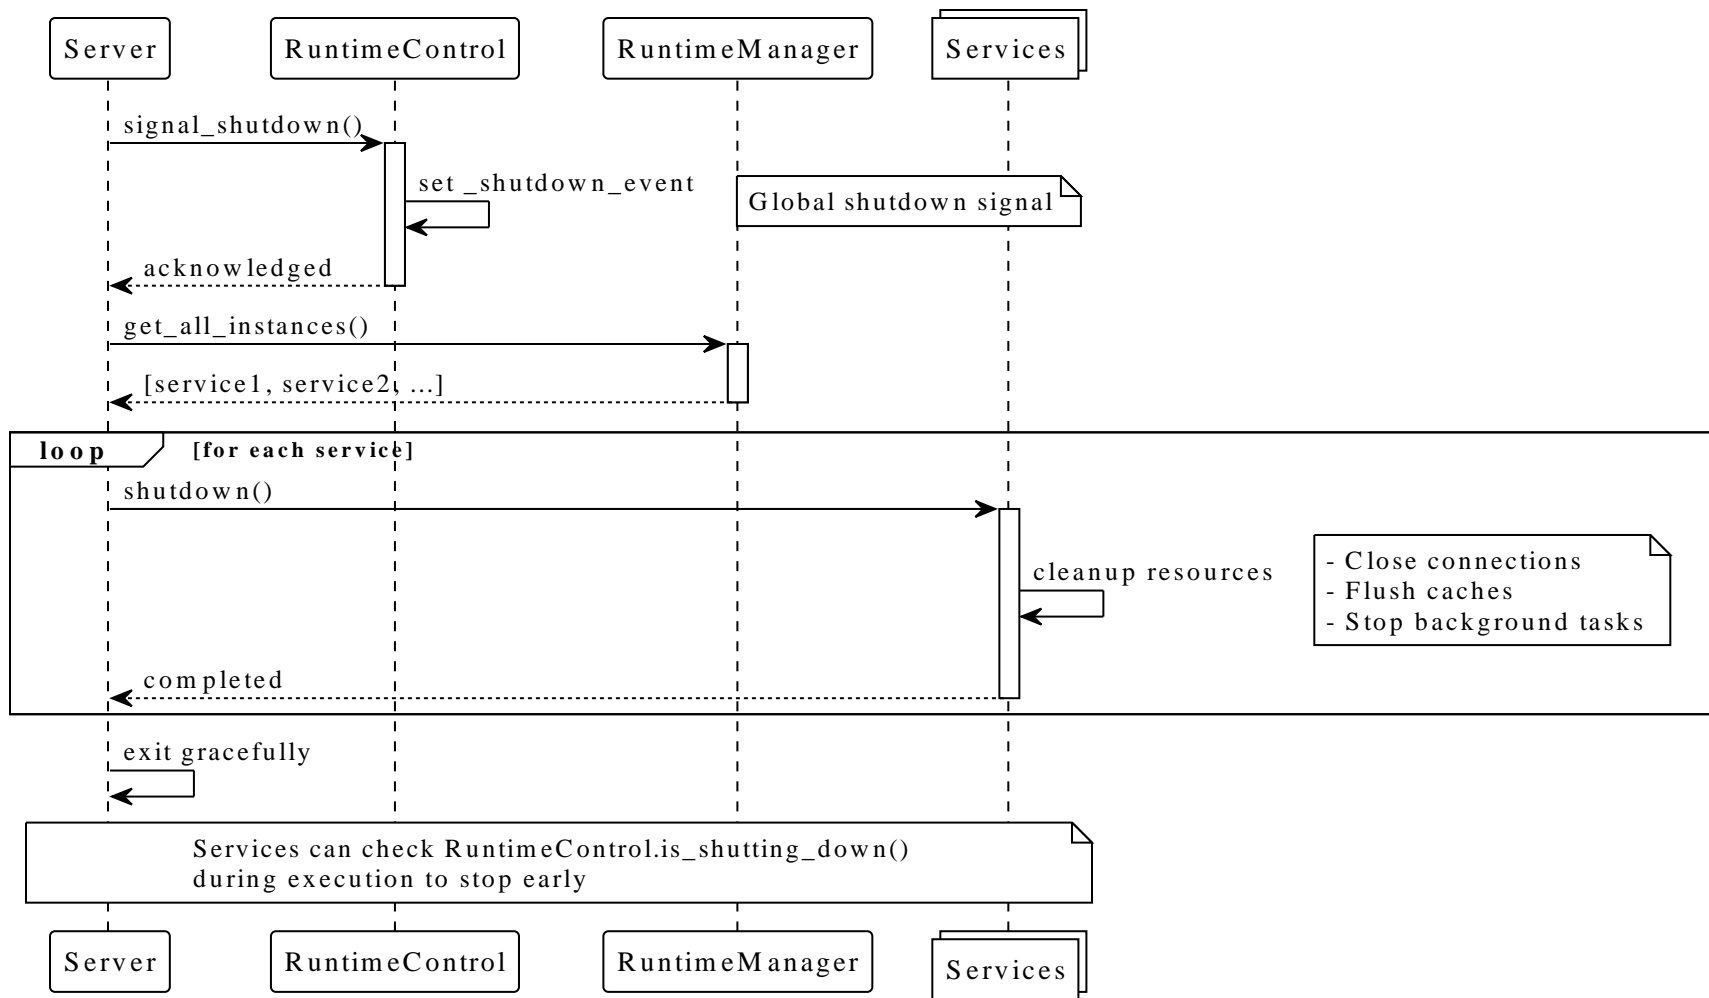 Server
RuntimeControl
RuntimeManager
Services
signal_shutdown()
set _shutdown_event
Global shutdown signal
acknowledged
get_all_instances()
[service1, service2, ...]
loop
[for each service]
shutdown()
cleanup resources
- Close connections
- Flush caches
- Stop background tasks
completed
exit gracefully
Services can check RuntimeControl.is_shutting_down()
during execution to stop early
Server
RuntimeControl
RuntimeManager
Services